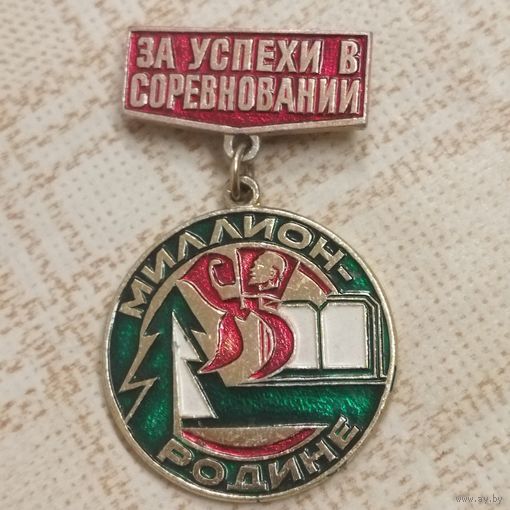 ЗА УСПЕХИ В
СОРЕВНОВАНИИ
МИЛЛИОН-
РОДИНЕ
www.ay.by